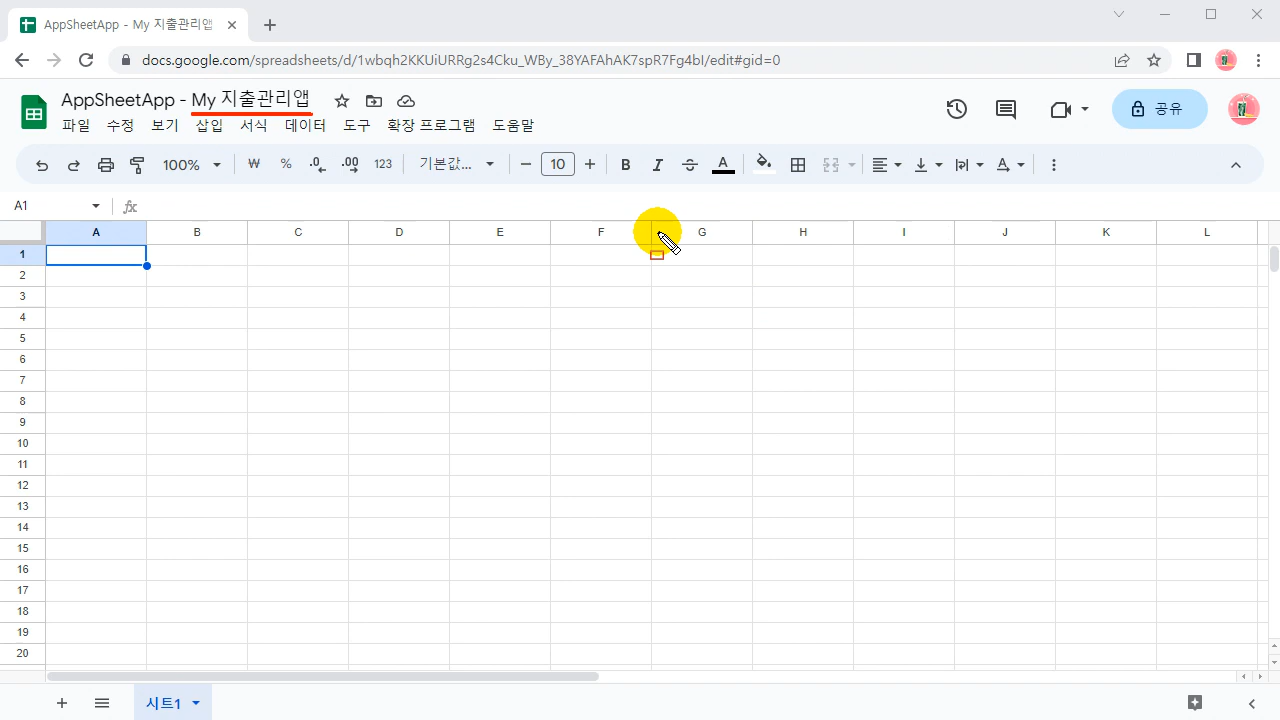 AppSheetApp - My 지출관리앱
docs.google.com/spreadsheets/d/1wbqh2KKUiURRg2s4Cku_WBy_38YAFAhAK7spR7Fg4bI/edit#gid=0
AppSheetApp - My 지출관리앱
파일 수정 보기 삽입 서식 데이터 도구 확장 프로그램 도움말
공유
100% ₩ % .0 .00 123 기본값... 10 B I S A A
A1 fx
A B C D E F G H I J K L
1
2
3
4
5
6
7
8
9
10
11
12
13
14
15
16
17
18
19
20
시트1